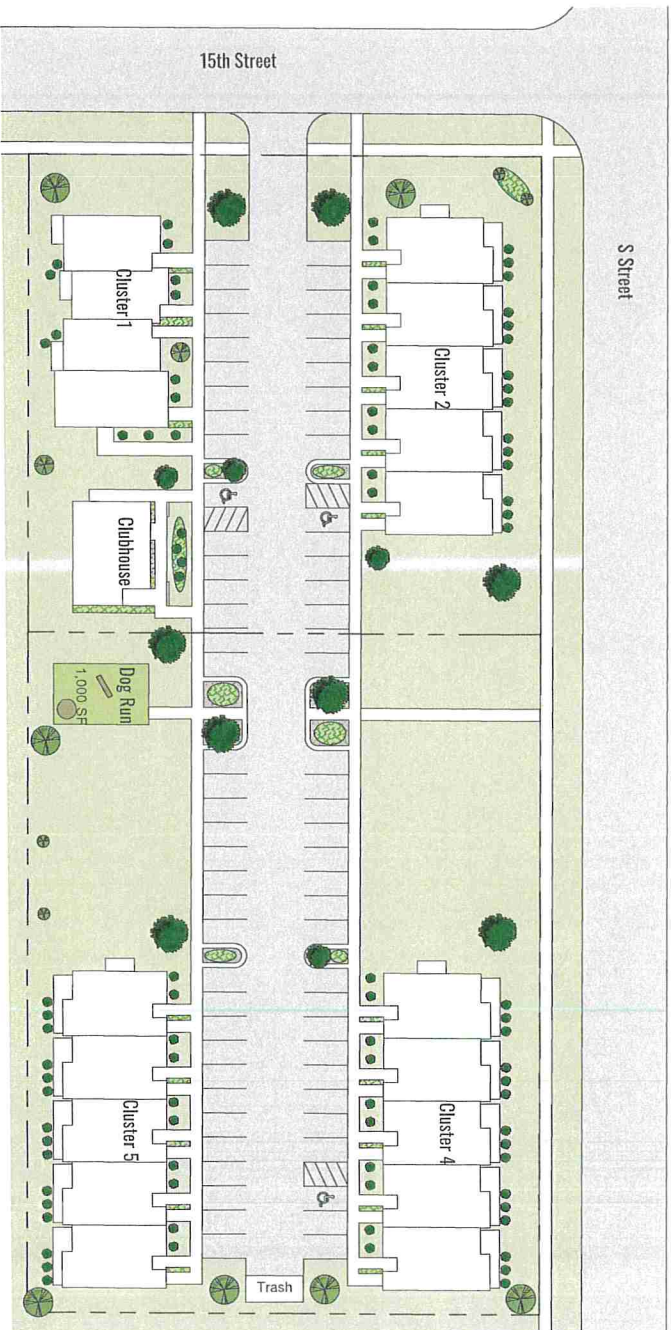 15th Street
S Street
Cluster 1
Cluster 2
Clubhouse
Dog Run
1,000 SF
Cluster 5
Cluster 4
Trash